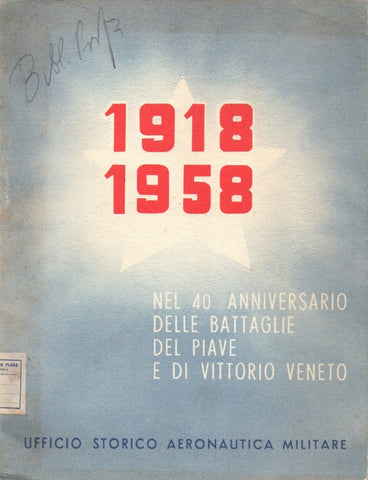 1918
1958
NEL 40° ANNIVERSARIO
DELLE BATTAGLIE
DEL PIAVE
E DI VITTORIO VENETO
UFFICIO STORICO AERONAUTICA MILITARE